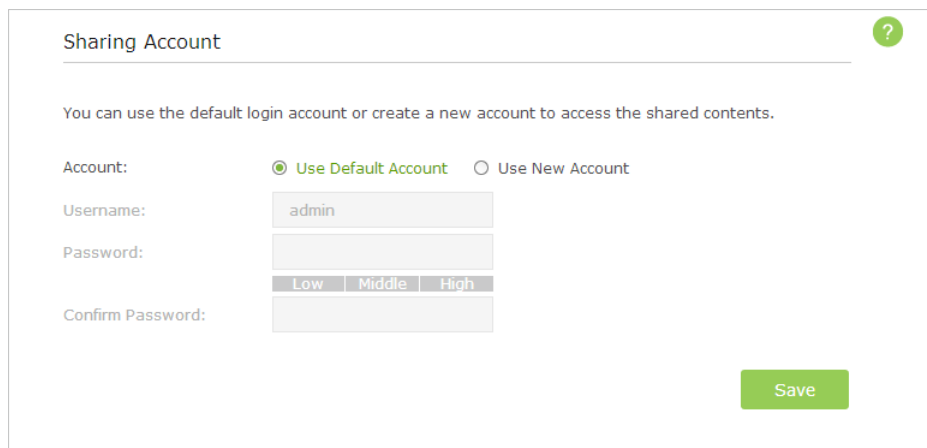 Sharing Account
?
You can use the default login account or create a new account to access the shared contents.
Account: Use Default Account Use New Account
Username: admin
Password:
Low Middle High
Confirm Password:
Save